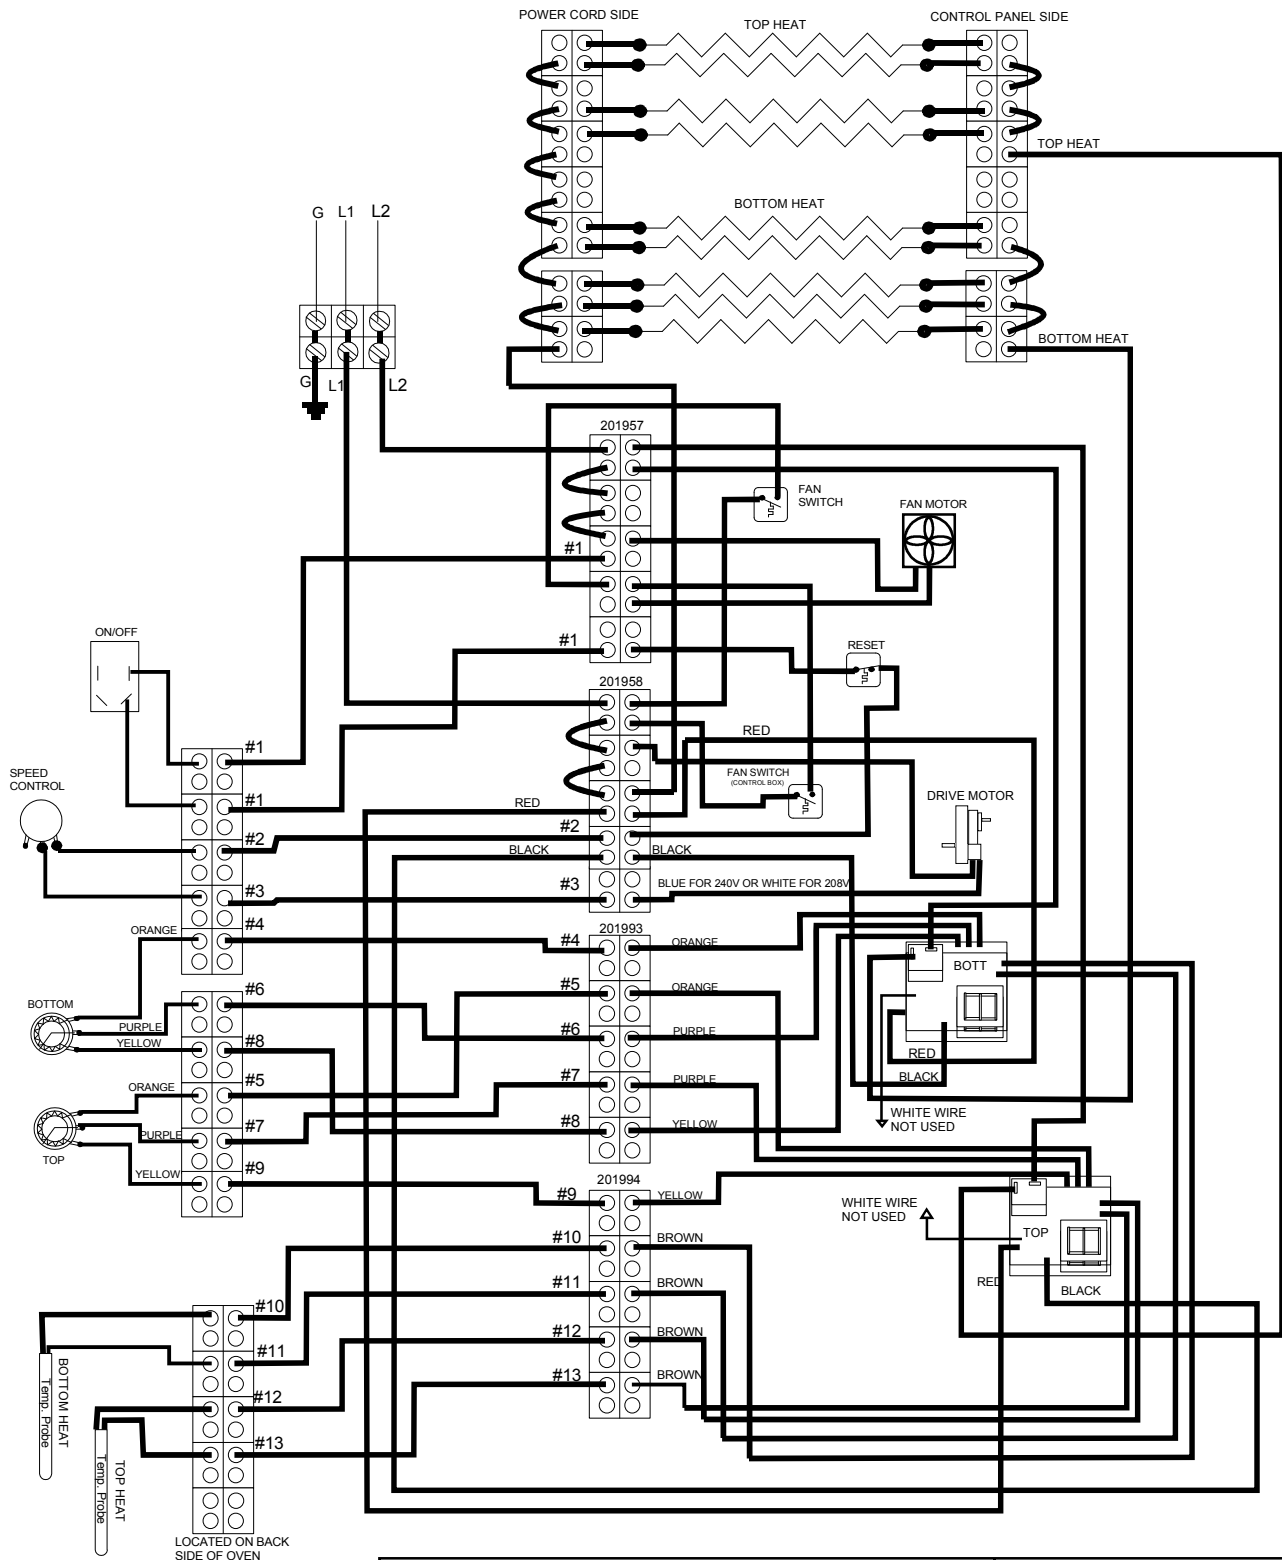 POWER CORD SIDE
TOP HEAT
CONTROL PANEL SIDE
TOP HEAT
BOTTOM HEAT
BOTTOM HEAT
G L1 L2
G L1 L2
201957
FAN
SWITCH
FAN MOTOR
#1
#1
RESET
201958
RED
FAN SWITCH
(CONTROL BOX)
DRIVE MOTOR
RED
#2
BLACK
BLACK
#3
BLUE FOR 240V OR WHITE FOR 208V
ON/OFF
SPEED
CONTROL
#1
#1
#2
#3
#4
ORANGE
201993
#4
ORANGE
#5
ORANGE
#6
PURPLE
#7
PURPLE
#8
YELLOW
BOTT
RED
BLACK
WHITE WIRE
NOT USED
BOTTOM
PURPLE
YELLOW
#6
#8
ORANGE
#5
PURPLE
#7
TOP
YELLOW
#9
201994
#9
YELLOW
#10
BROWN
#11
BROWN
#12
BROWN
#13
BROWN
WHITE WIRE
NOT USED
TOP
RED
BLACK
#10
#11
#12
#13
BOTTOM HEAT
Temp. Probe
TOP HEAT
Temp. Probe
LOCATED ON BACK
SIDE OF OVEN